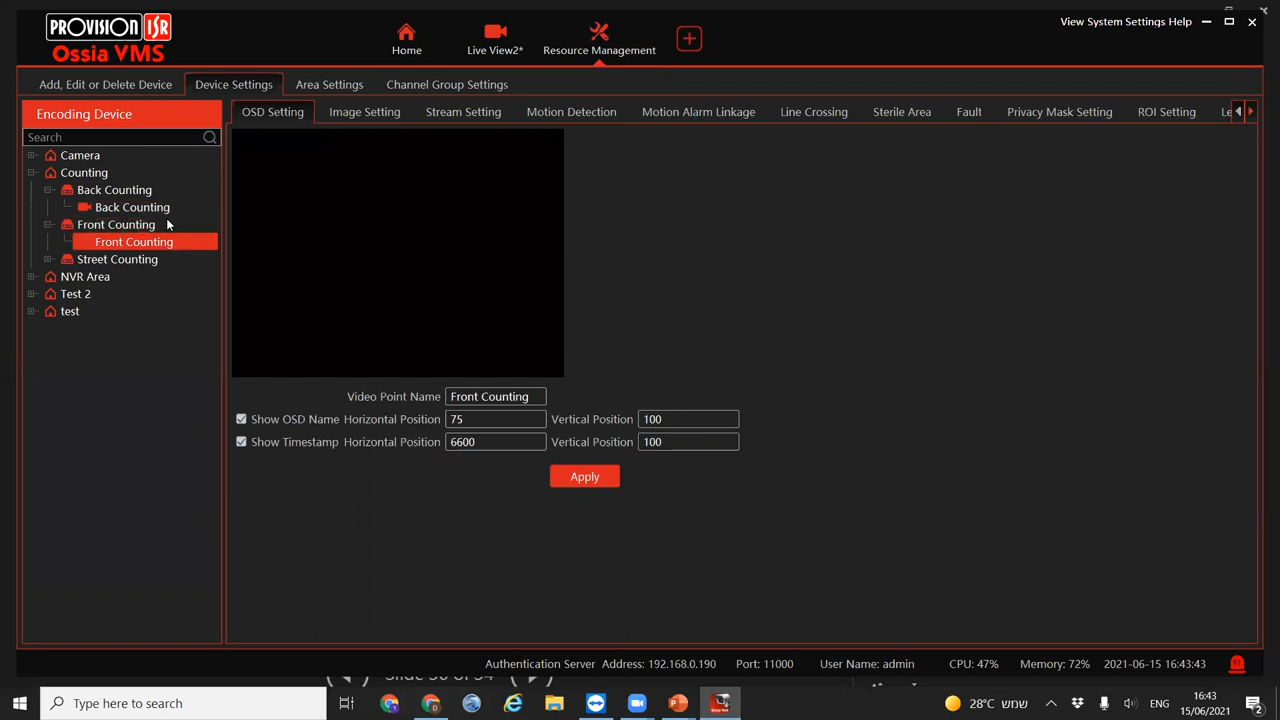 PROVISION ISR
Ossia VMS
Home
Live View2*
Resource Management
View System Settings Help
Add, Edit or Delete Device
Device Settings
Area Settings
Channel Group Settings
Encoding Device
Search
Camera
Counting
Back Counting
Back Counting
Front Counting
Front Counting
Street Counting
NVR Area
Test 2
test
OSD Setting
Image Setting
Stream Setting
Motion Detection
Motion Alarm Linkage
Line Crossing
Sterile Area
Fault
Privacy Mask Setting
ROI Setting
Le
Video Point Name Front Counting
Show OSD Name Horizontal Position 75 Vertical Position 100
Show Timestamp Horizontal Position 6600 Vertical Position 100
Apply
Authentication Server Address: 192.168.0.190 Port: 11000 User Name: admin CPU: 47% Memory: 72% 2021-06-15 16:43:43
91
Type here to search
28°C שמשי
ENG
16:43
15/06/2021
2